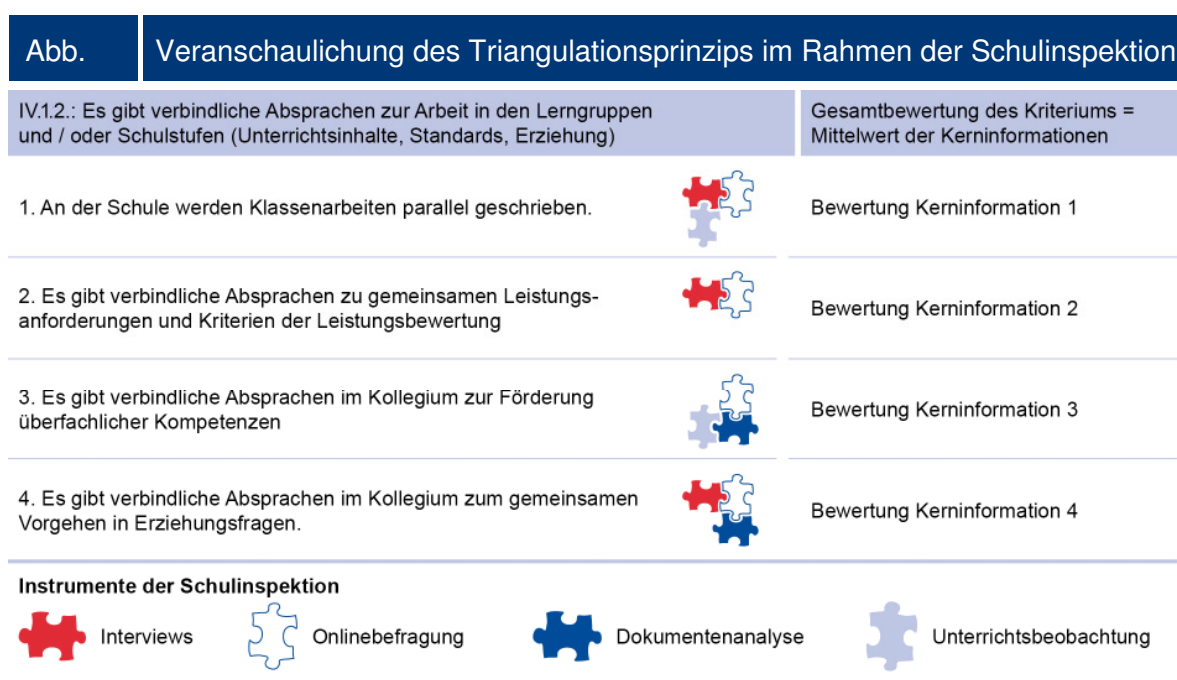 Abb.
Veranschaulichung des Triangulationsprinzips im Rahmen der Schulinspektion
IV.1.2.: Es gibt verbindliche Absprachen zur Arbeit in den Lerngruppen
und / oder Schulstufen (Unterrichtsinhalte, Standards, Erziehung)
Gesamtbewertung des Kriteriums =
Mittelwert der Kerninformationen
1. An der Schule werden Klassenarbeiten parallel geschrieben.
Bewertung Kerninformation 1
2. Es gibt verbindliche Absprachen zu gemeinsamen Leistungs-
anforderungen und Kriterien der Leistungsbewertung
Bewertung Kerninformation 2
3. Es gibt verbindliche Absprachen im Kollegium zur Förderung
überfachlicher Kompetenzen
Bewertung Kerninformation 3
4. Es gibt verbindliche Absprachen im Kollegium zum gemeinsamen
Vorgehen in Erziehungsfragen.
Bewertung Kerninformation 4
Instrumente der Schulinspektion
Interviews
Onlinebefragung
Dokumentenanalyse
Unterrichtsbeobachtung